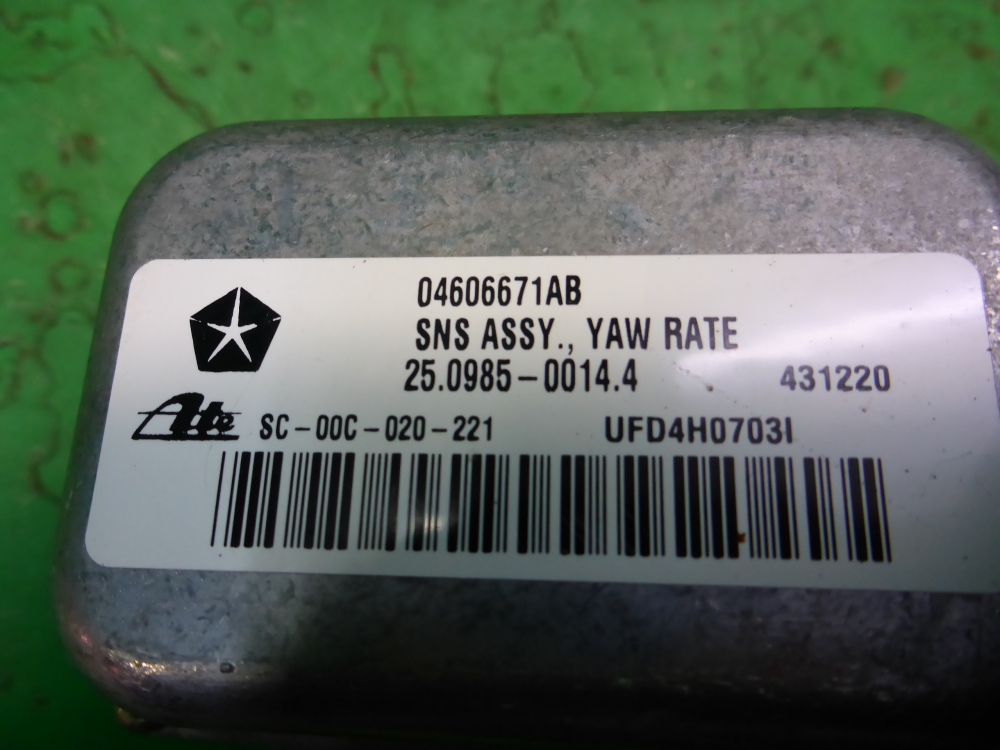 04606671AB
SNS ASSY., YAW RATE
25.0985-0014.4 431220
Ate SC-00C-020-221 UFD4H0703I